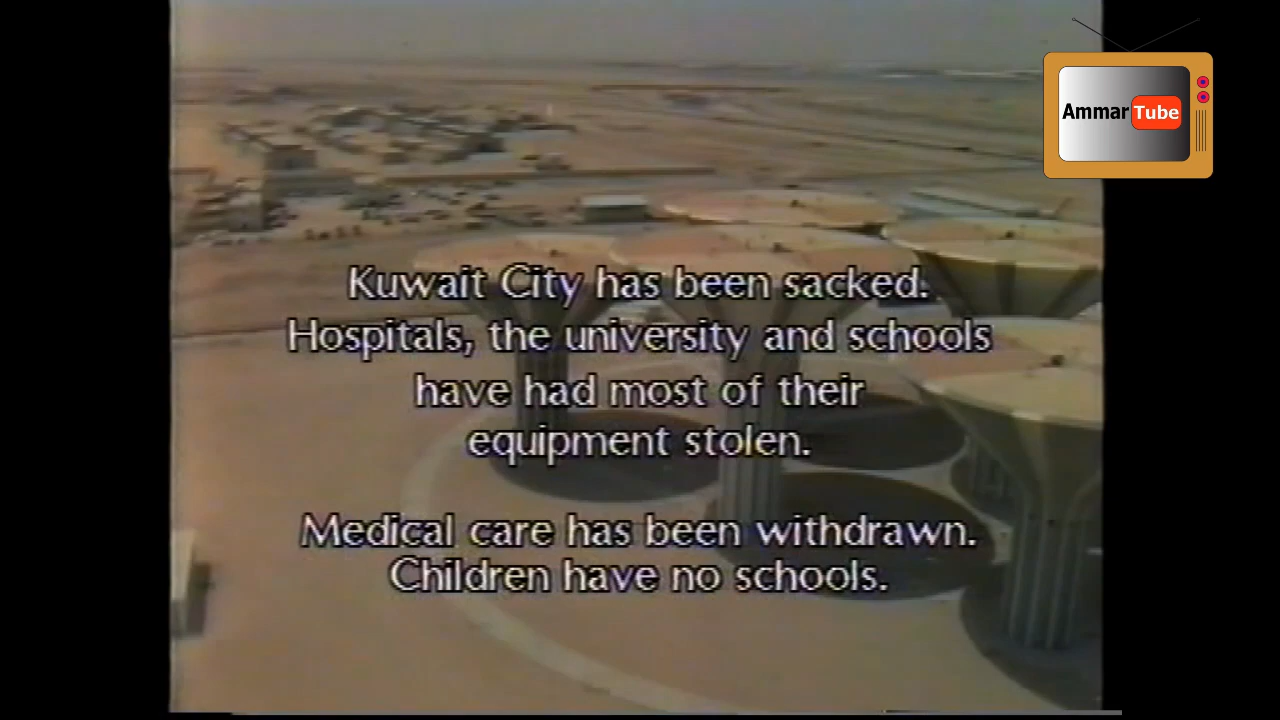 Ammar Tube
Kuwait City has been sacked.
Hospitals, the university and schools
have had most of their
equipment stolen.
Medical care has been withdrawn.
Children have no schools.